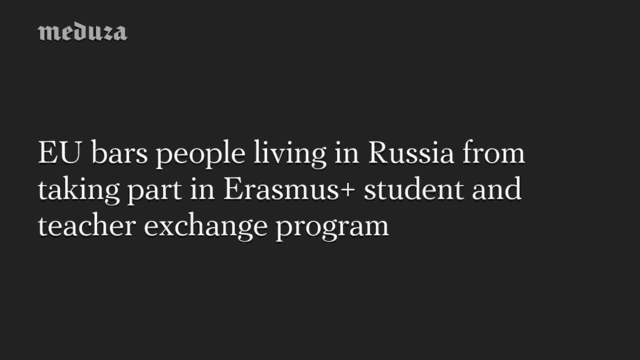 meduza
EU bars people living in Russia from
taking part in Erasmus+ student and
teacher exchange program